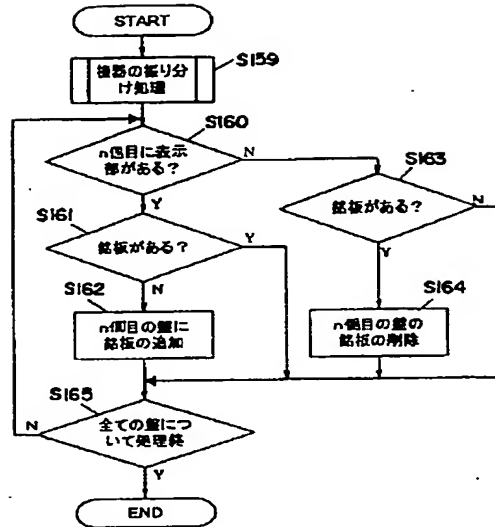 START
機器の振り分
け処理
S159
S160
n個目に表示
部がある?
N
Y
S161
銘板がある?
Y
N
S163
銘板がある?
N
Y
S162
n個目の盤に
銘板の追加
S164
n個目の盤の
銘板の削除
S165
全ての盤につ
いて処理終
N
Y
END